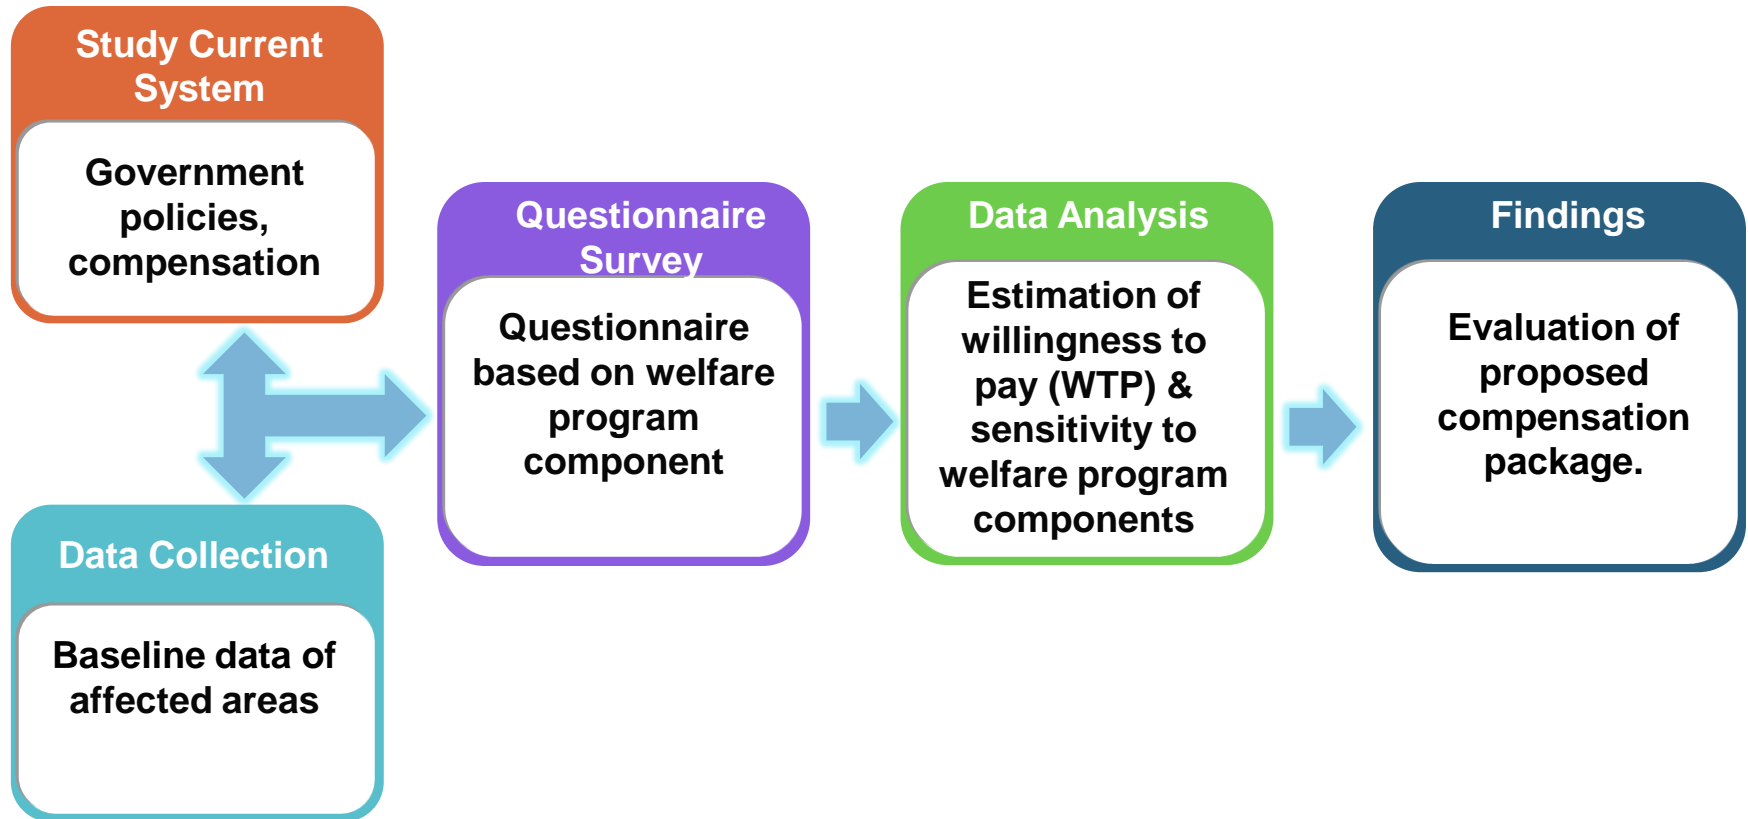 Study Current
System
Government
policies,
compensation
Data Collection
Baseline data of
affected areas
Questionnaire
Survey
Questionnaire
based on welfare
program
component
Data Analysis
Estimation of
willingness to
pay (WTP) &
sensitivity to
welfare program
components
Findings
Evaluation of
proposed
compensation
package.